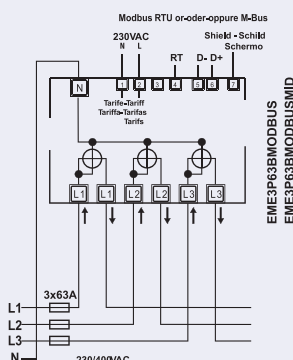 Modbus RTU or-oder-oppure M-Bus
230VAC
N L
RT
D- D+
Shield - Schild
Schermo
N
1 2 3 4 5 6 7
Tarife-Tariff
Tariffa-Tarifas
Tarifs
L1 L1 L2 L2 L3 L3
EME3P63BMODBUS
EME3P63BMODBUSMID
3x63A
L1
L2
L3
N
230/400VAC